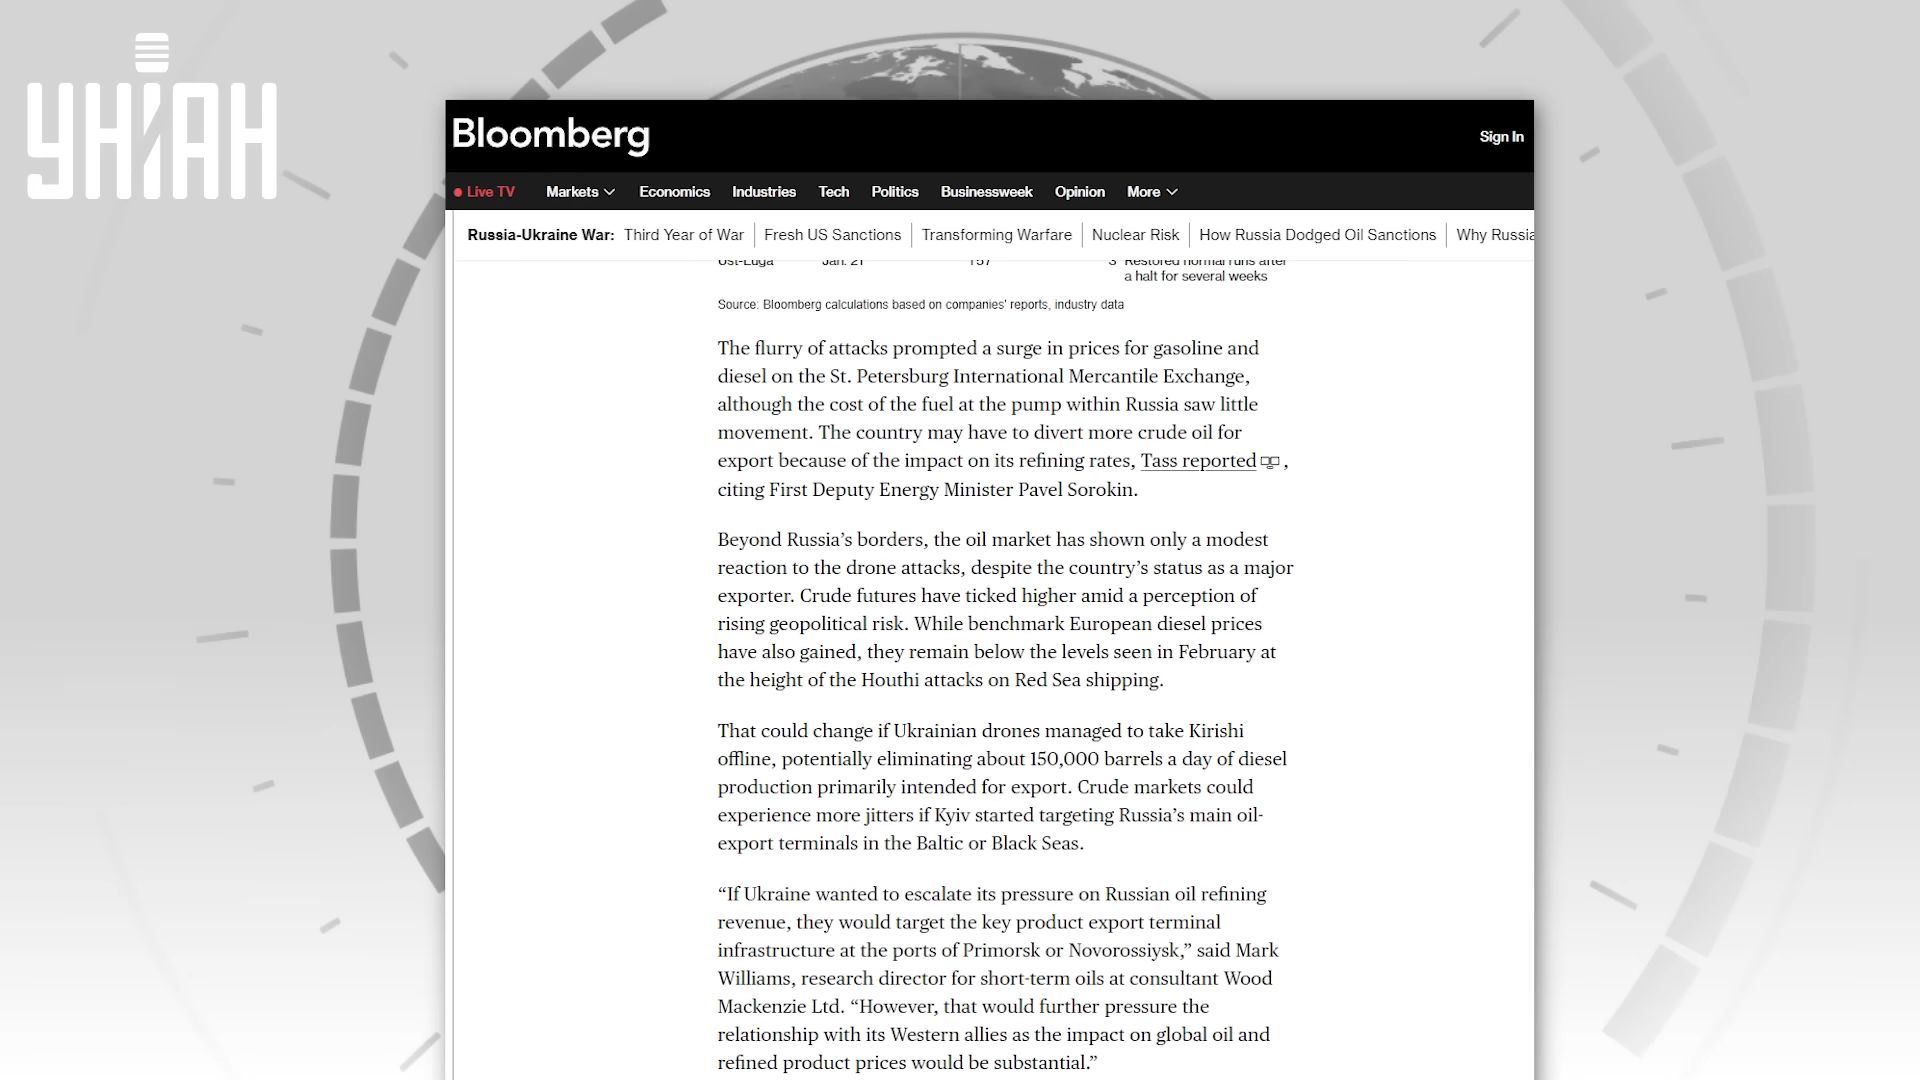 УНІАН
Bloomberg
Sign In
Live TV Markets Economics Industries Tech Politics Businessweek Opinion More
Russia-Ukraine War: Third Year of War Fresh US Sanctions Transforming Warfare Nuclear Risk How Russia Dodged Oil Sanctions Why Russia
Ust-Luga Jan. 21 157 3 Restored normal runs after
a halt for several weeks
Source: Bloomberg calculations based on companies' reports, industry data
The flurry of attacks prompted a surge in prices for gasoline and
diesel on the St. Petersburg International Mercantile Exchange,
although the cost of the fuel at the pump within Russia saw little
movement. The country may have to divert more crude oil for
export because of the impact on its refining rates, Tass reported ,
citing First Deputy Energy Minister Pavel Sorokin.
Beyond Russia’s borders, the oil market has shown only a modest
reaction to the drone attacks, despite the country’s status as a major
exporter. Crude futures have ticked higher amid a perception of
rising geopolitical risk. While benchmark European diesel prices
have also gained, they remain below the levels seen in February at
the height of the Houthi attacks on Red Sea shipping.
That could change if Ukrainian drones managed to take Kirishi
offline, potentially eliminating about 150,000 barrels a day of diesel
production primarily intended for export. Crude markets could
experience more jitters if Kyiv started targeting Russia’s main oil-
export terminals in the Baltic or Black Seas.
“If Ukraine wanted to escalate its pressure on Russian oil refining
revenue, they would target the key product export terminal
infrastructure at the ports of Primorsk or Novorossiysk,” said Mark
Williams, research director for short-term oils at consultant Wood
Mackenzie Ltd. “However, that would further pressure the
relationship with its Western allies as the impact on global oil and
refined product prices would be substantial.”